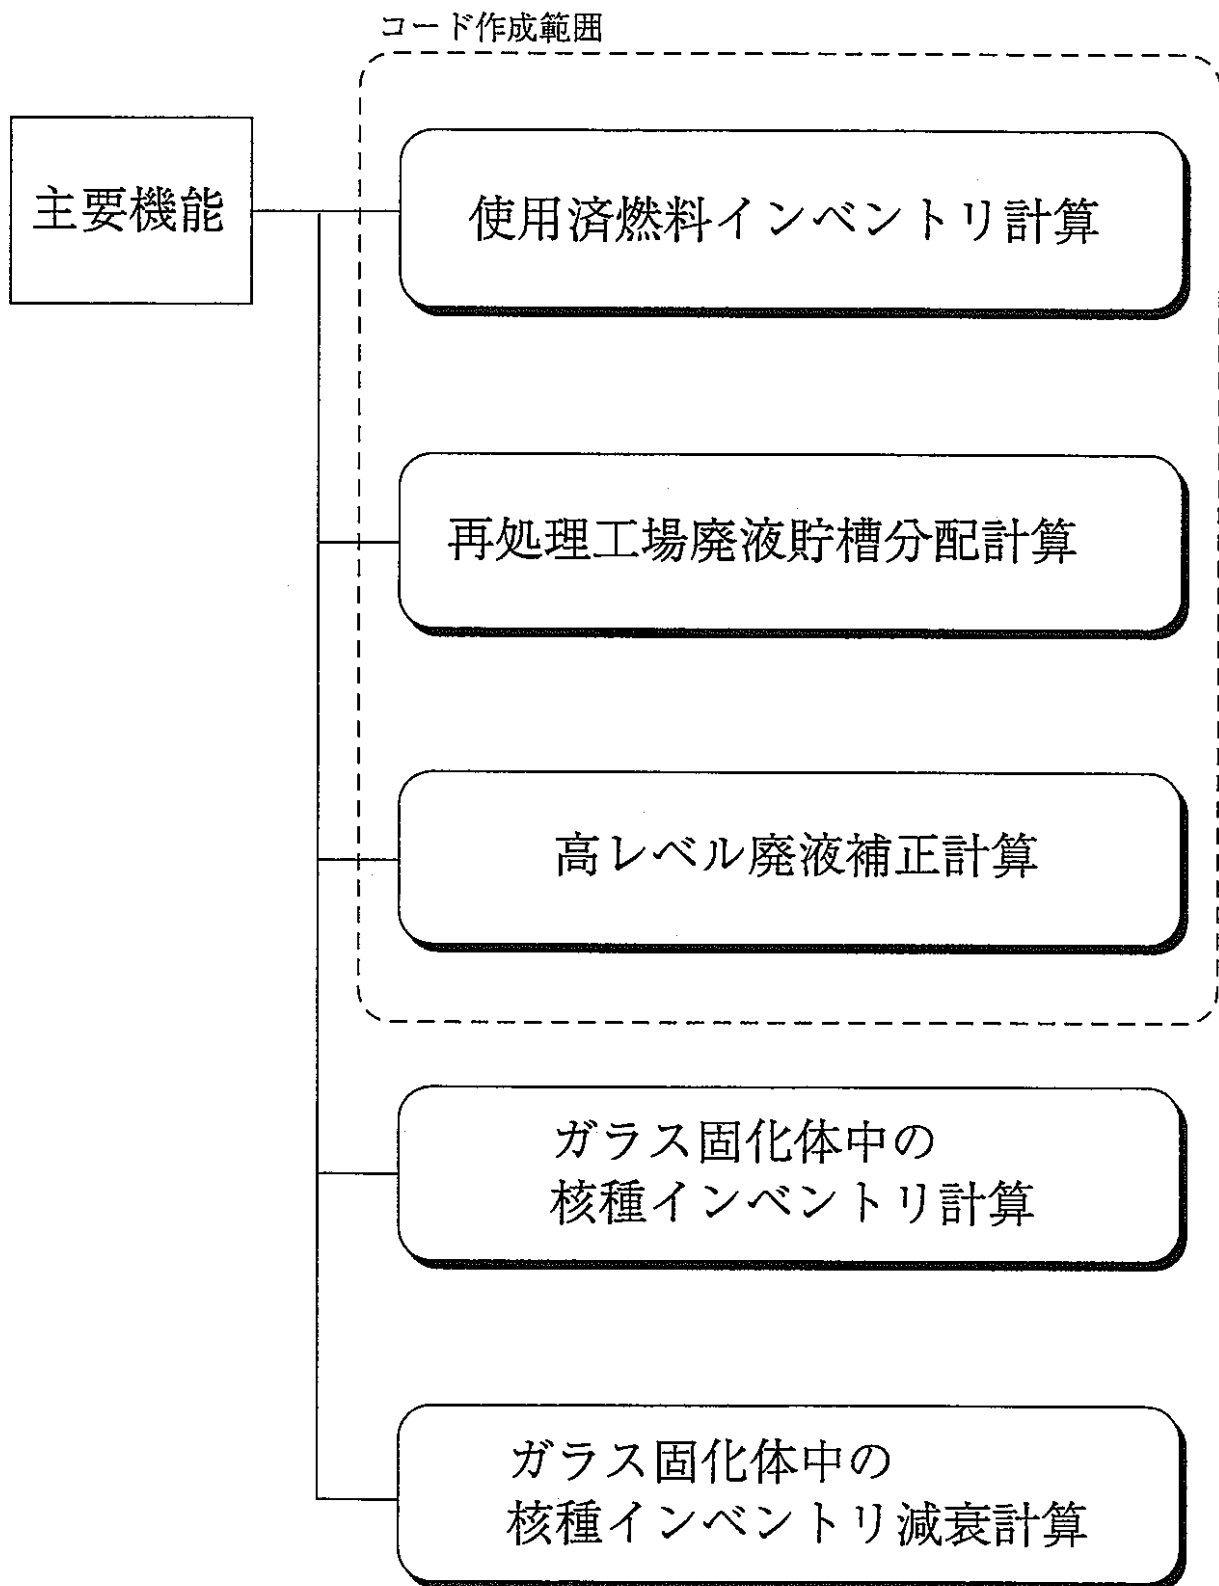 コード作成範囲
主要機能
使用済燃料インベントリ計算
再処理工場廃液貯槽分配計算
高レベル廃液補正計算
ガラス固化体中の
核種インベントリ計算
ガラス固化体中の
核種インベントリ減衰計算